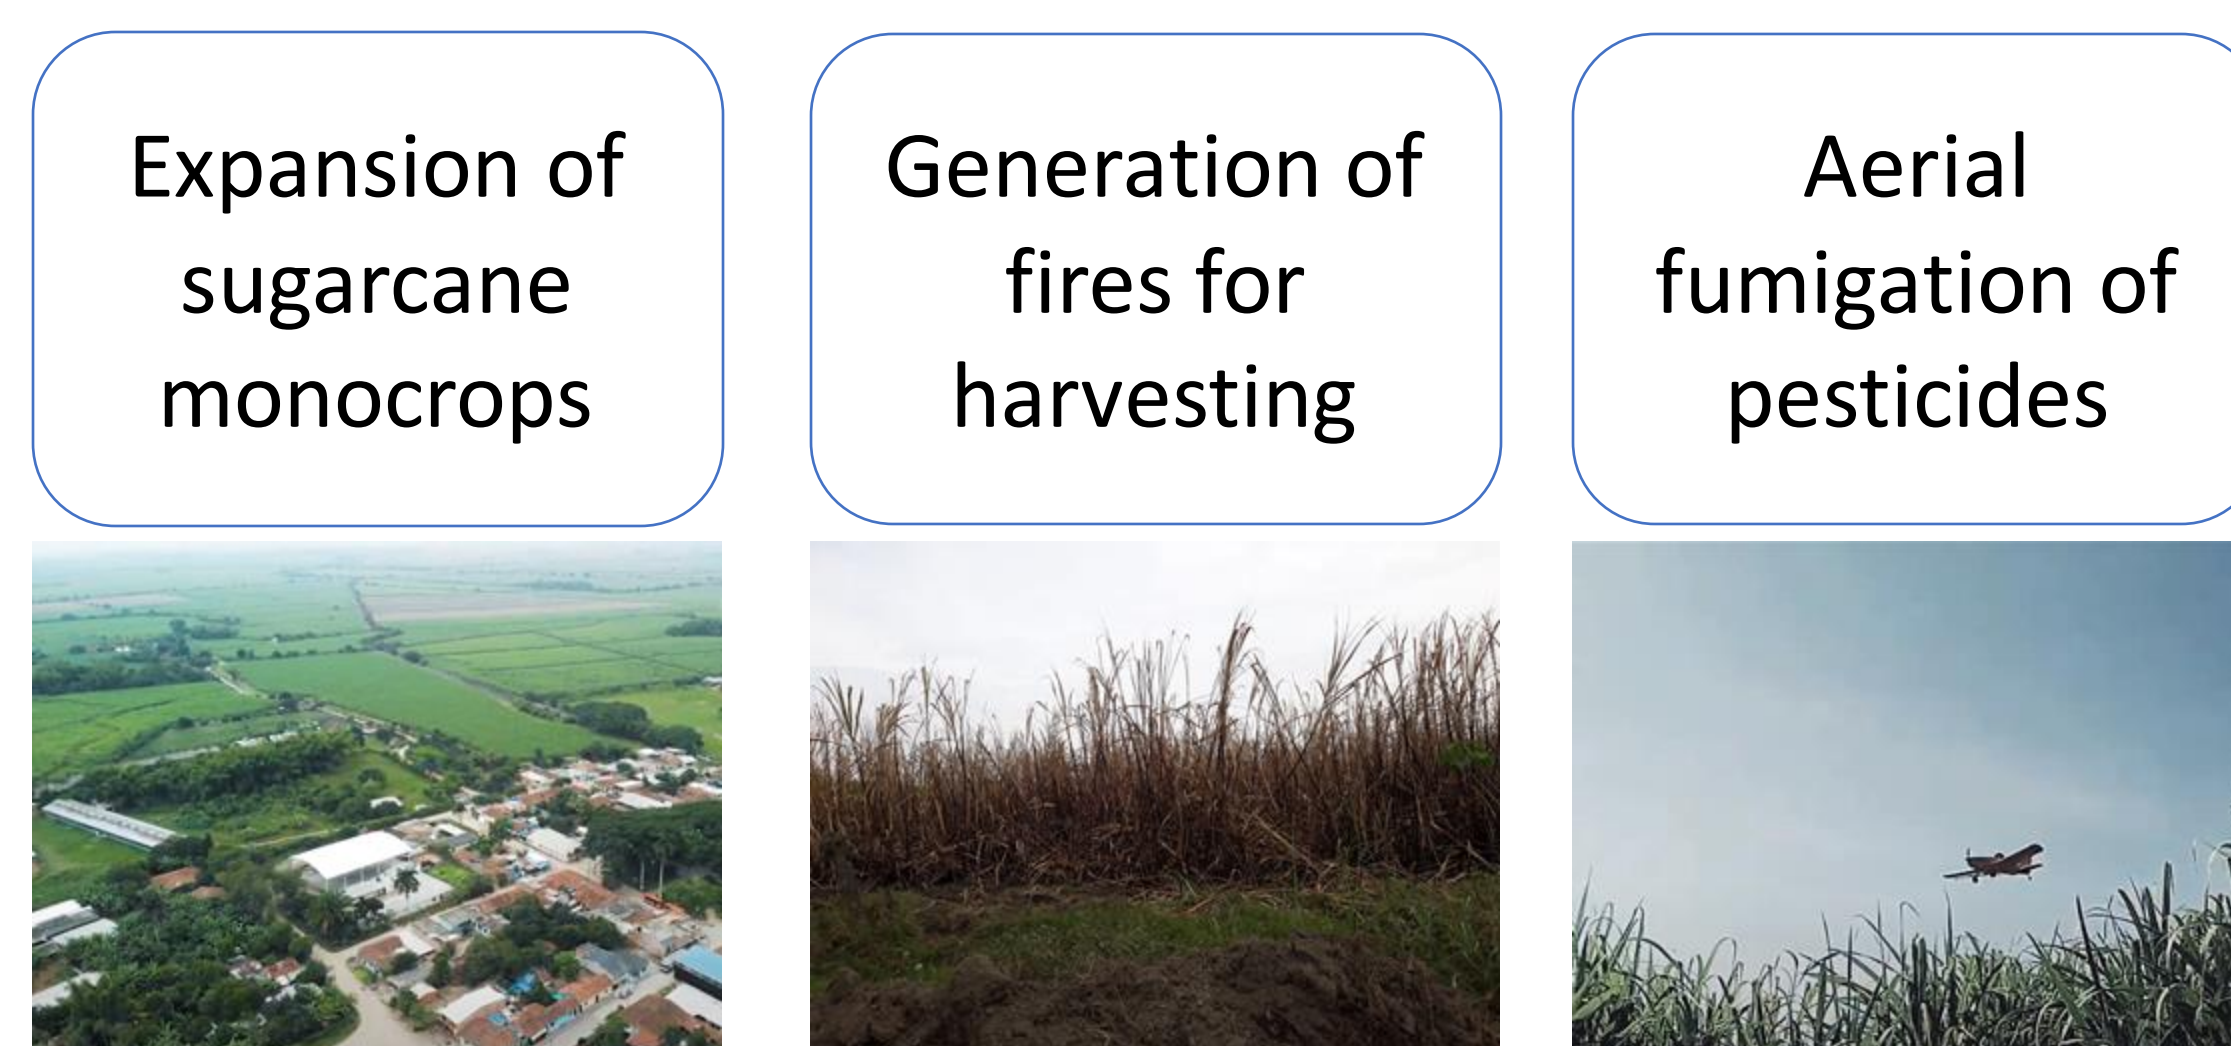 Expansion of
sugarcane
monocrops
Generation of
fires for
harvesting
Aerial
fumigation of
pesticides